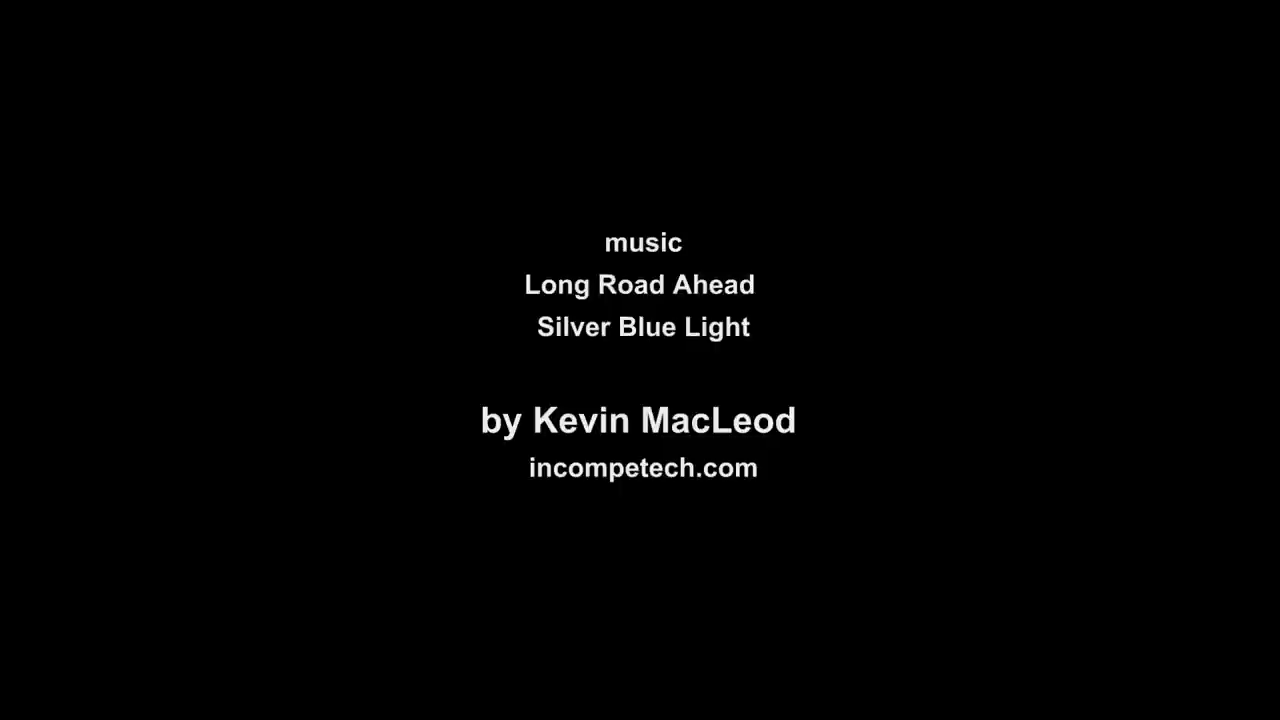 music
Long Road Ahead
Silver Blue Light
by Kevin MacLeod
incompetech.com